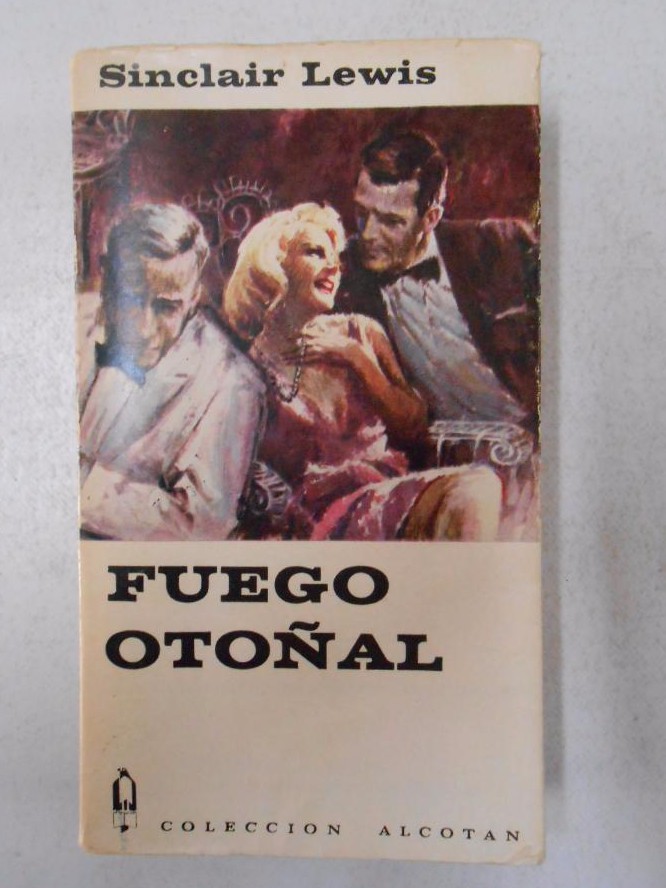 Sinclair Lewis
FUEGO
OTOÑAL
COLECCION ALCOTAN